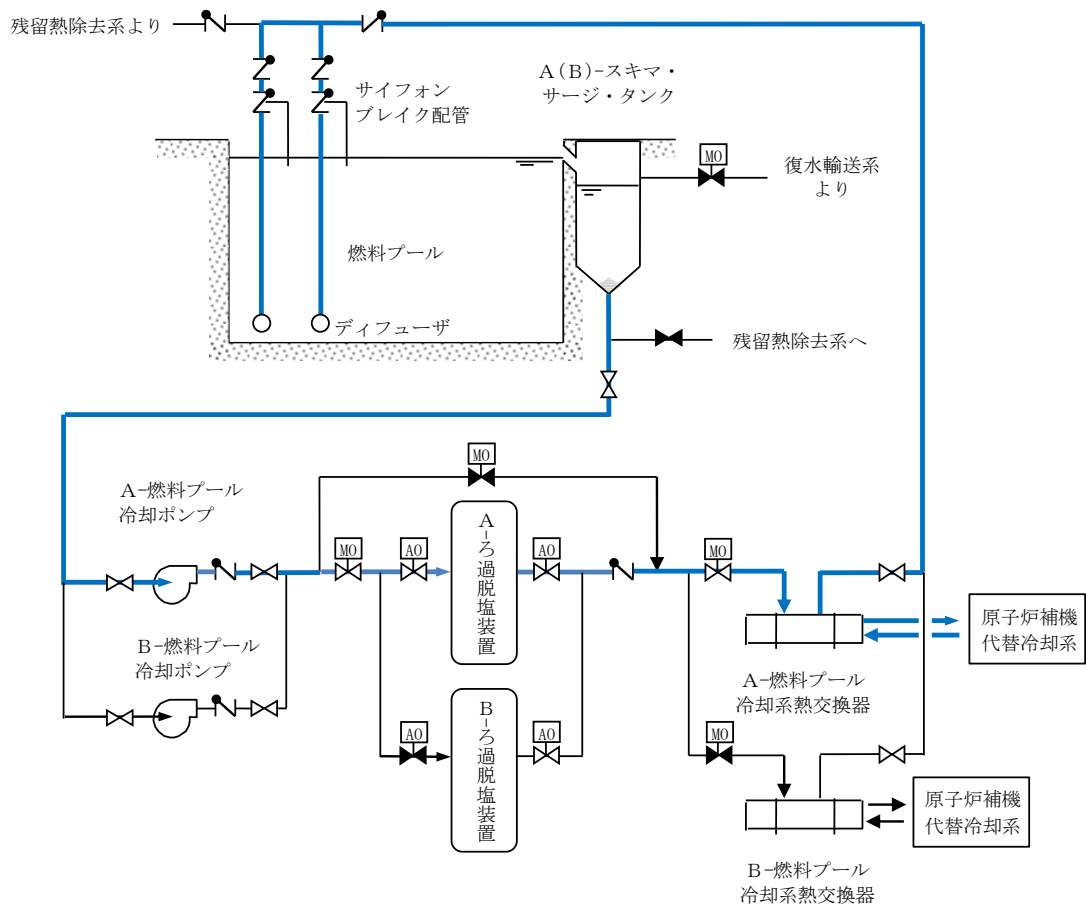 残留熱除去系より
A(B)-スキマ・
サージ・タンク
サイフォン
ブレイク配管
MO
復水輸送系
より
燃料プール
ディフューザ
残留熱除去系へ
MO
A-燃料プール
冷却ポンプ
MO
AO
A-ろ過脱塩装置
AO
MO
原子炉補機
代替冷却系
B-燃料プール
冷却ポンプ
A-燃料プール
冷却系熱交換器
AO
B-ろ過脱塩装置
AO
MO
原子炉補機
代替冷却系
B-燃料プール
冷却系熱交換器